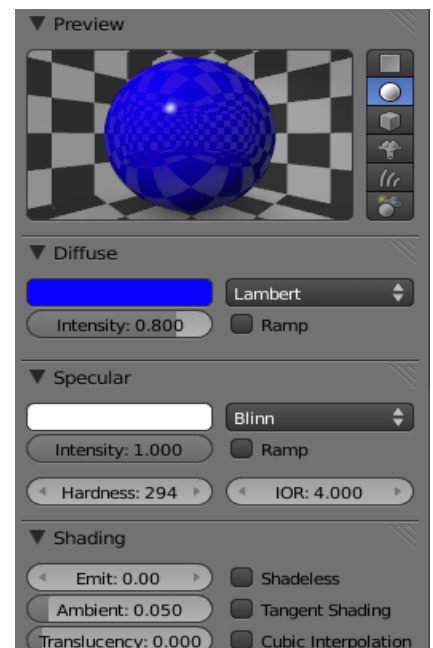 Preview
Diffuse
Lambert
Intensity: 0.800 Ramp
Specular
Blinn
Intensity: 1.000 Ramp
Hardness: 294 IOR: 4.000
Shading
Emit: 0.00 Shadeless
Ambient: 0.050 Tangent Shading
Translucency: 0.000 Cubic Interpolation